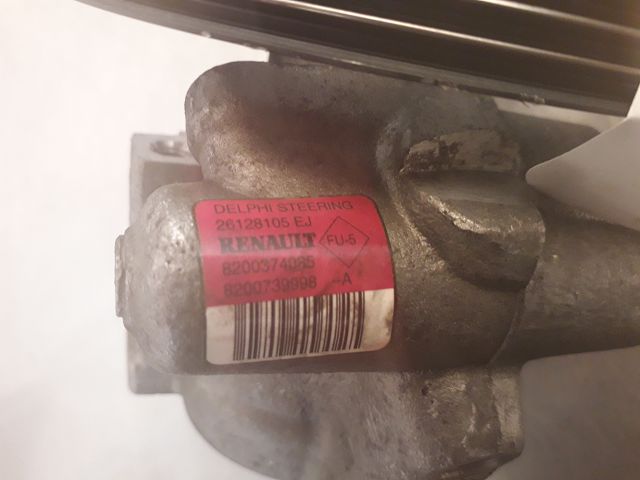 DELPHI STEERING
26128105 EJ
RENAULT FU-5
8200374085
8200739998 -A